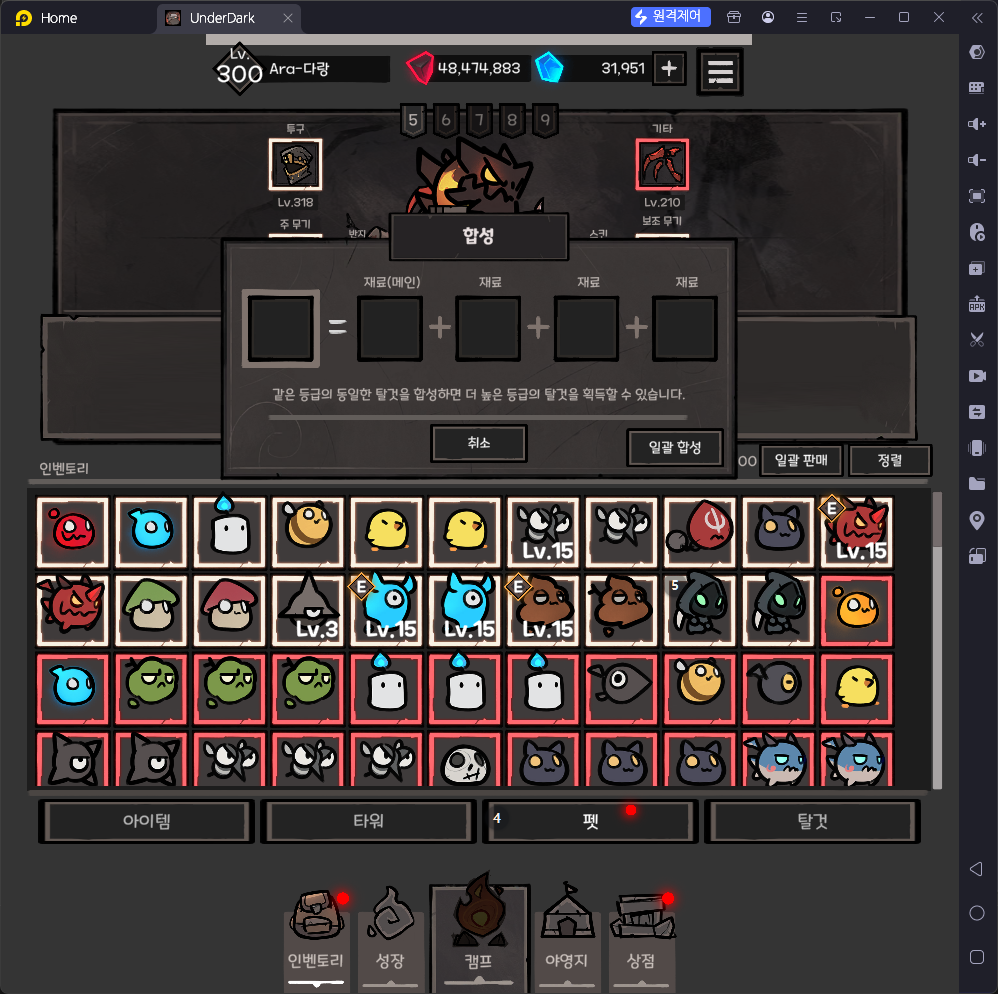 Home
UnderDark
원격제어
Lv.
300
Ara-다랑
48,474,883
31,951
5 6 7 8 9
투구
기타
Lv.318
Lv.210
주 무기
반지
스킨
보조 무기
합성
재료(메인) 재료 재료 재료
= + + +
같은 등급의 동일한 탈것을 합성하면 더 높은 등급의 탈것을 획득할 수 있습니다.
취소
일괄 합성
인벤토리
00
일괄 판매
정렬
Lv.15
E
Lv.15
Lv.3
E
Lv.15
Lv.15
E
Lv.15
5
아이템
타워
4
펫
탈것
인벤토리
성장
캠프
야영지
상점
APK